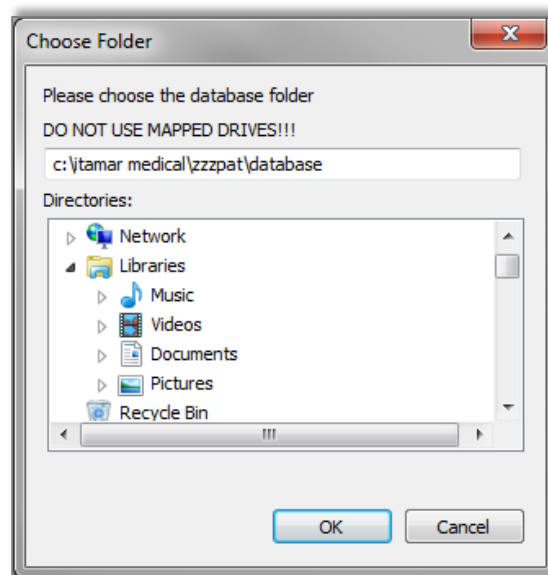 Choose Folder
Please choose the database folder
DO NOT USE MAPPED DRIVES!!!
c:\itamar medical\zzzpat\database
Directories:
Network
Libraries
Music
Videos
Documents
Pictures
Recycle Bin
OK
Cancel